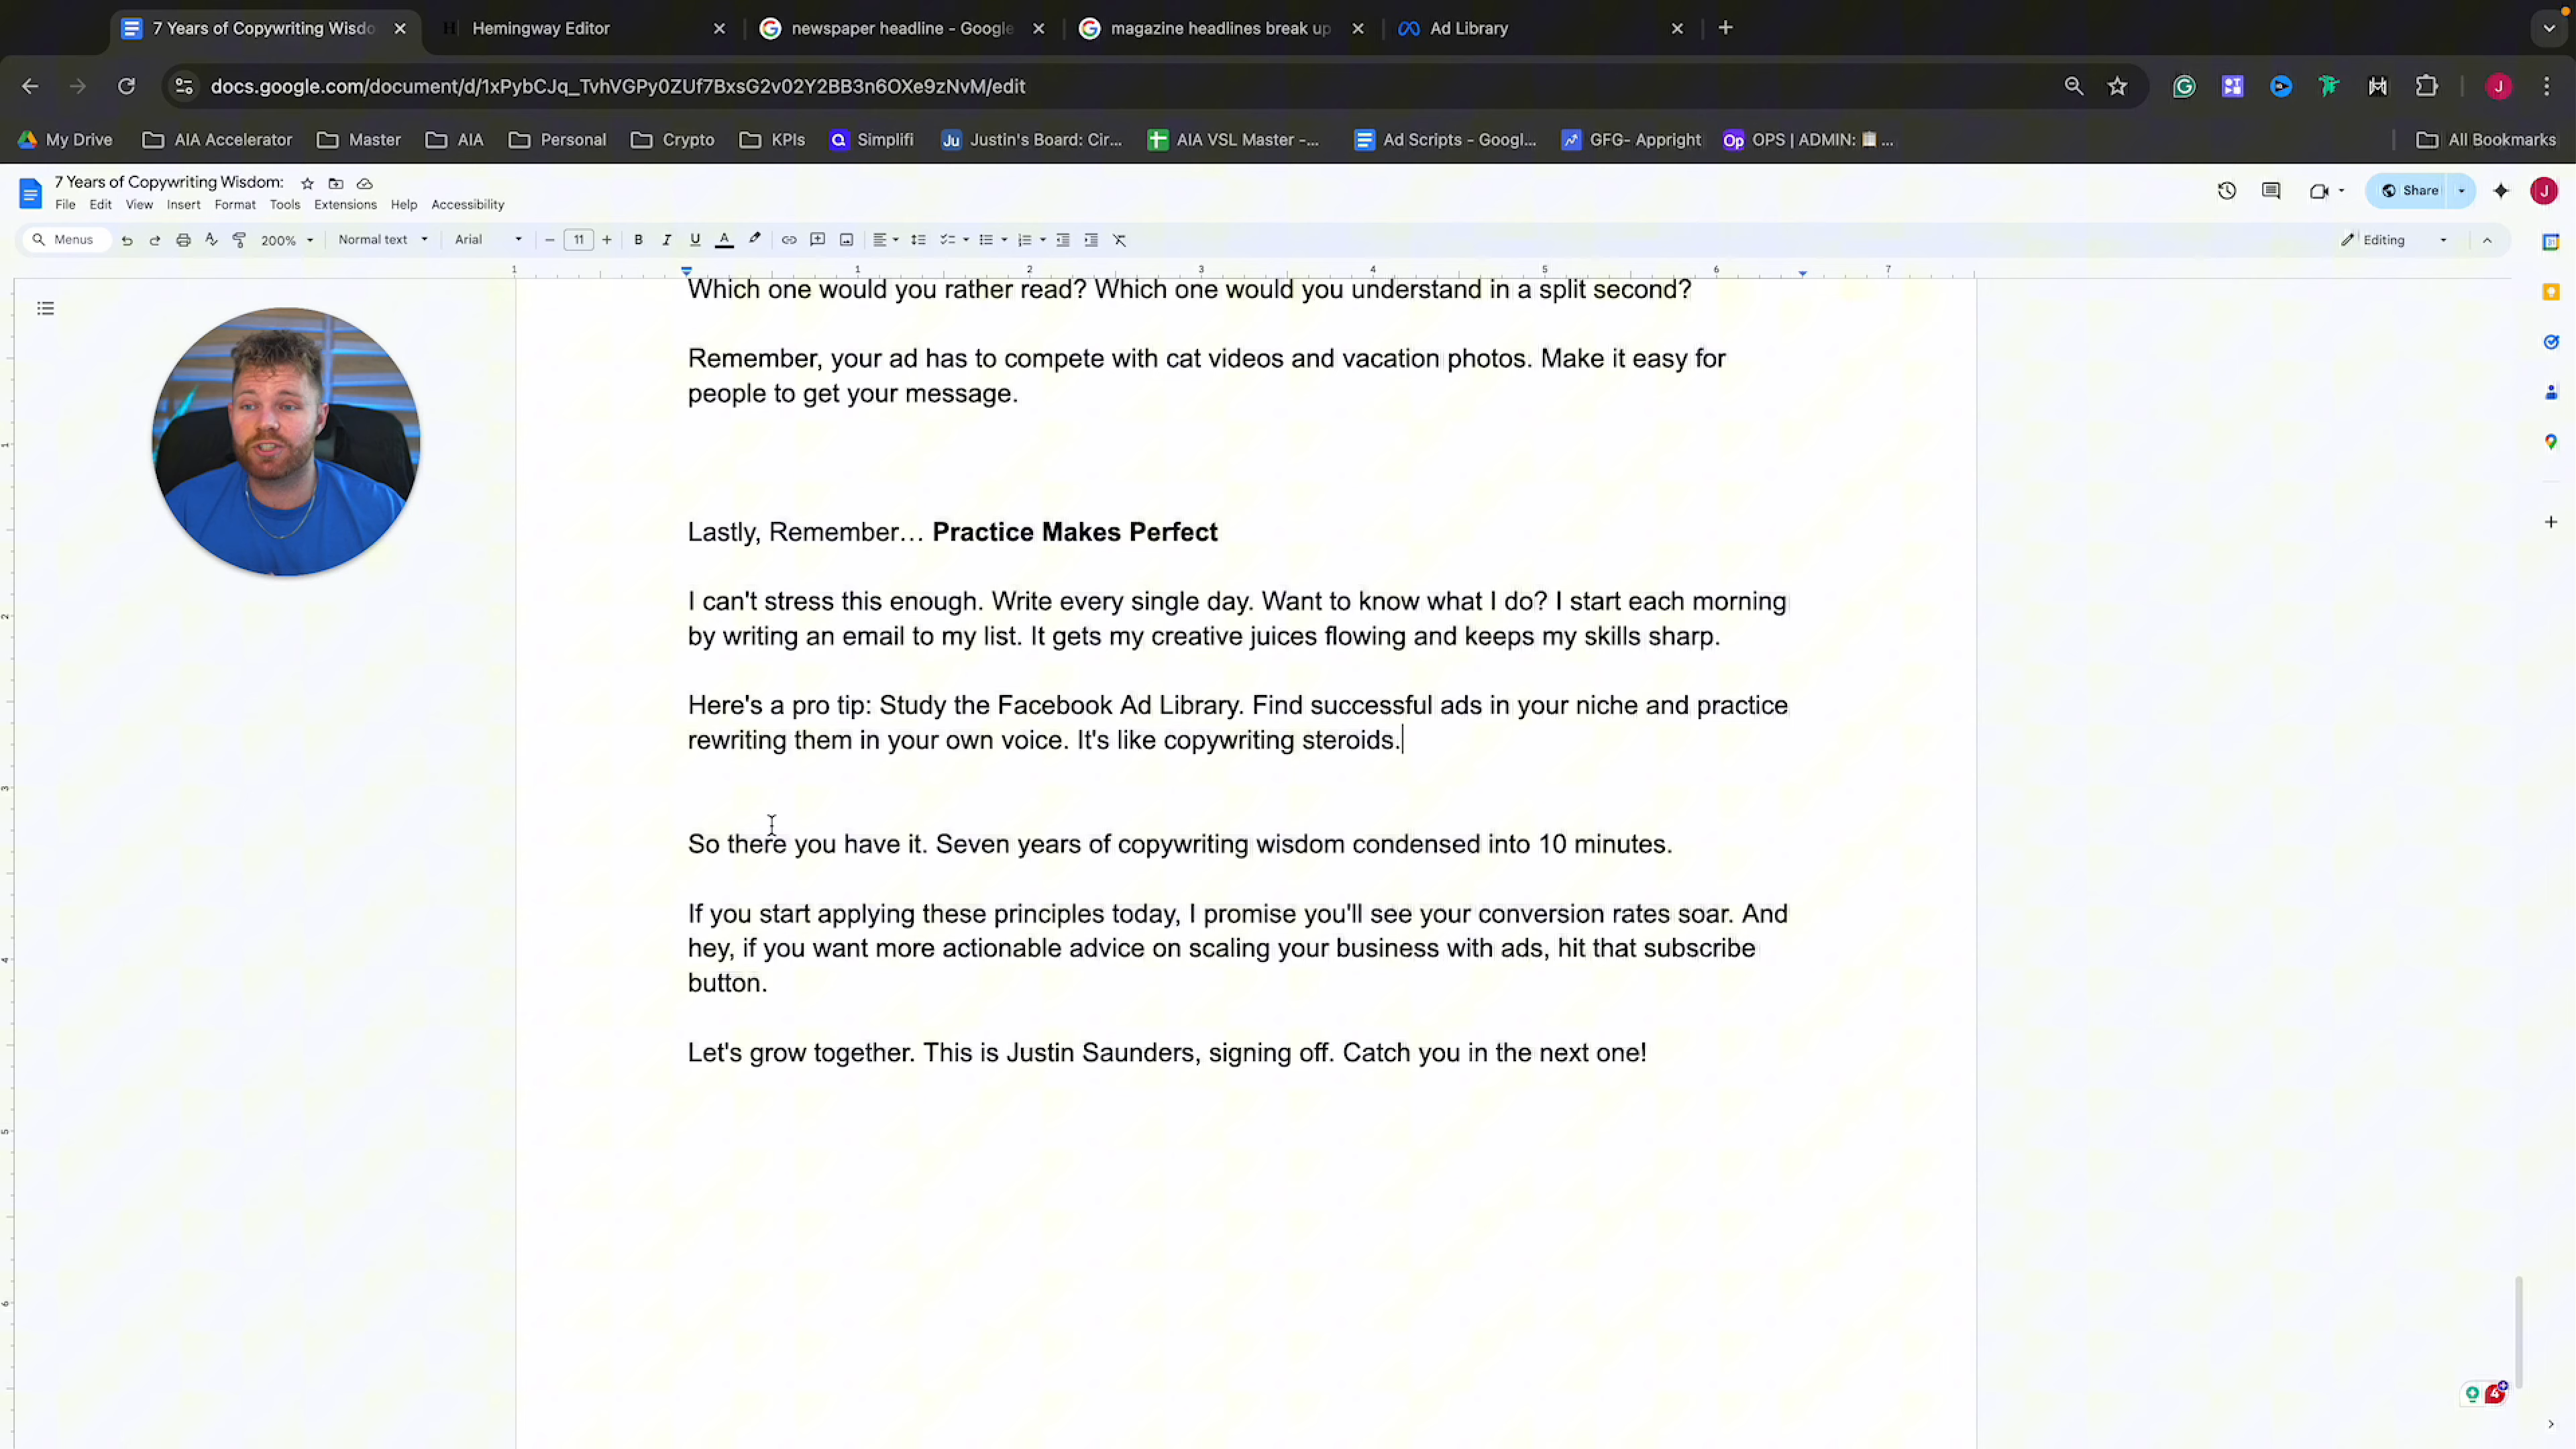 7 Years of Copywriting Wisdo
Hemingway Editor
newspaper headline - Google
magazine headlines break up
Ad Library
docs.google.com/document/d/1xPybCJq_TvhVGPy0ZUf7BxsG2v02Y2BB3n6OXe9zNvM/edit
My Drive
AIA Accelerator
Master
AIA
Personal
Crypto
KPIs
Simplifi
Ju Justin's Board: Cir...
AIA VSL Master -...
Ad Scripts - Googl...
GFG- Appright
Op OPS | ADMIN: 📋 ...
All Bookmarks
7 Years of Copywriting Wisdom:
File Edit View Insert Format Tools Extensions Help Accessibility
Share
J
Menus
200%
Normal text
Arial
11
B I U A
Editing
1 1 2 3 4 5 6 7
Which one would you rather read? Which one would you understand in a split second?
Remember, your ad has to compete with cat videos and vacation photos. Make it easy for
people to get your message.
Lastly, Remember… Practice Makes Perfect
I can't stress this enough. Write every single day. Want to know what I do? I start each morning
by writing an email to my list. It gets my creative juices flowing and keeps my skills sharp.
Here's a pro tip: Study the Facebook Ad Library. Find successful ads in your niche and practice
rewriting them in your own voice. It's like copywriting steroids.
So there you have it. Seven years of copywriting wisdom condensed into 10 minutes.
If you start applying these principles today, I promise you'll see your conversion rates soar. And
hey, if you want more actionable advice on scaling your business with ads, hit that subscribe
button.
Let's grow together. This is Justin Saunders, signing off. Catch you in the next one!
4